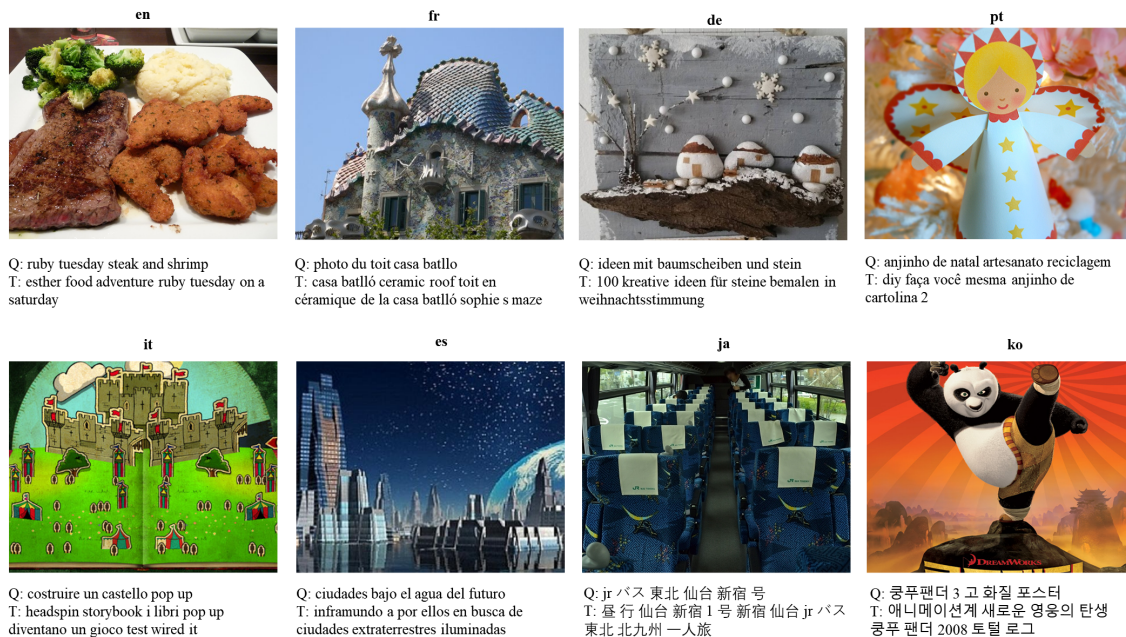 en
fr
de
pt
Q: ruby tuesday steak and shrimp
T: esther food adventure ruby tuesday on a
saturday
Q: photo du toit casa batllo
T: casa batlló ceramic roof toit en
céramique de la casa batlló sophie s maze
Q: ideen mit baumscheiben und stein
T: 100 kreative ideen für steine bemalen in
weihnachtsstimmung
Q: anjinho de natal artesanato reciclagem
T: diy faça você mesma anjinho de
cartolina 2
it
es
ja
ko
JR
DREAMWORKS
Q: costruire un castello pop up
T: headspin storybook i libri pop up
diventano un gioco test wired it
Q: ciudades bajo el agua del futuro
T: inframundo a por ellos en busca de
ciudades extraterrestres iluminadas
Q: jr バス 東北 仙台 新宿 号
T: 昼 行 仙台 新宿 1 号 新宿 仙台 jr バス
東北 北九州 一人旅
Q: 쿵푸팬더 3 고 화질 포스터
T: 애니메이션계 새로운 영웅의 탄생
쿵푸 팬더 2008 토털 로그